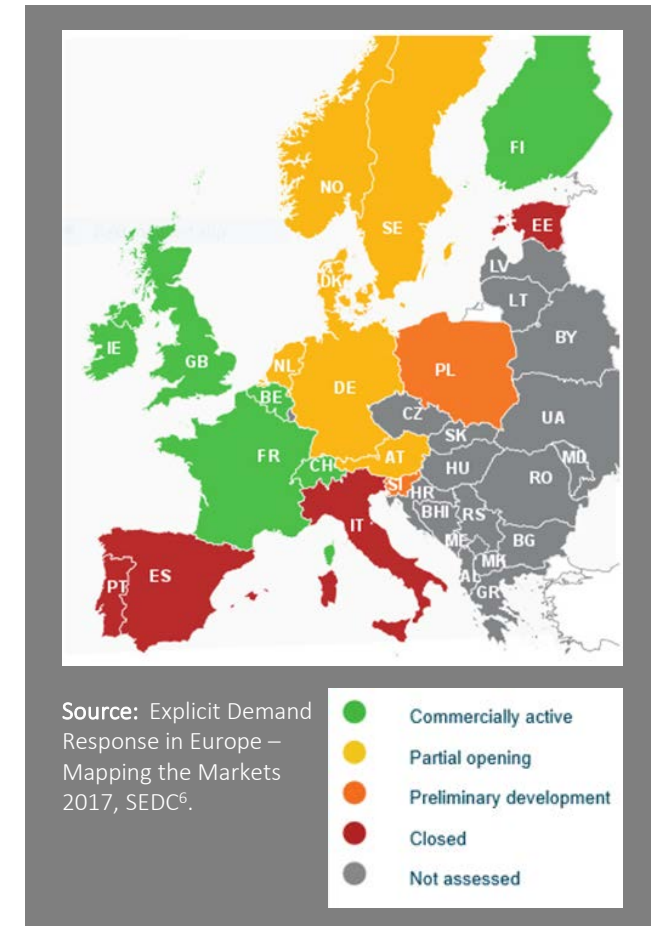 FI
NO
SE
EE
LV
LT
DK
BY
IE
GB
NL
PL
BE
DE
CZ
UA
SK
FR
CH
AT
HU
MD
RO
SI
HR
IT
BHI
RS
ME
BG
MK
AL
GR
PT
ES
Source: Explicit Demand
Response in Europe –
Mapping the Markets
2017, SEDC⁶.
Commercially active
Partial opening
Preliminary development
Closed
Not assessed